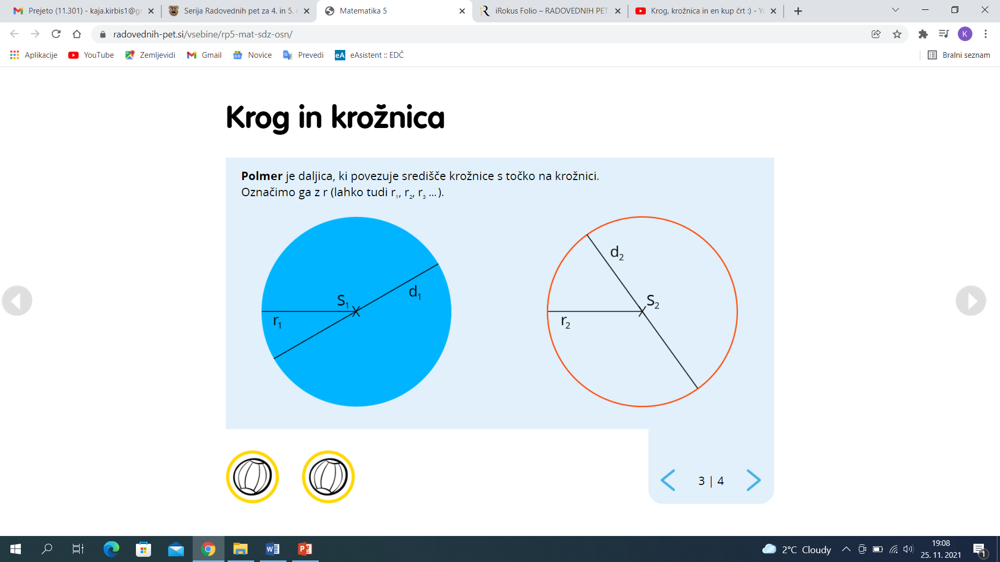 Prejeto (11.301) - kaja.kirbis1@g
Serija Radovednih pet za 4. in 5.
Matematika 5
iRokus Folio – RADOVEDNIH PET
Krog, krožnica in en kup črt :) -
radovednih-pet.si/vsebine/rp5-mat-sdz-osn/
K
Aplikacije
YouTube
Zemljevidi
Gmail
Novice
Prevedi
eA eAsistent :: EDČ
Bralni seznam
Krog in krožnica
Polmer je daljica, ki povezuje središče krožnice s točko na krožnici.
Označimo ga z r (lahko tudi r₁, r₂, r₃ ...).
d₂
d₁
S₁
S₂
r₁
r₂
3 | 4
2°C Cloudy
19:08
25. 11. 2021
1